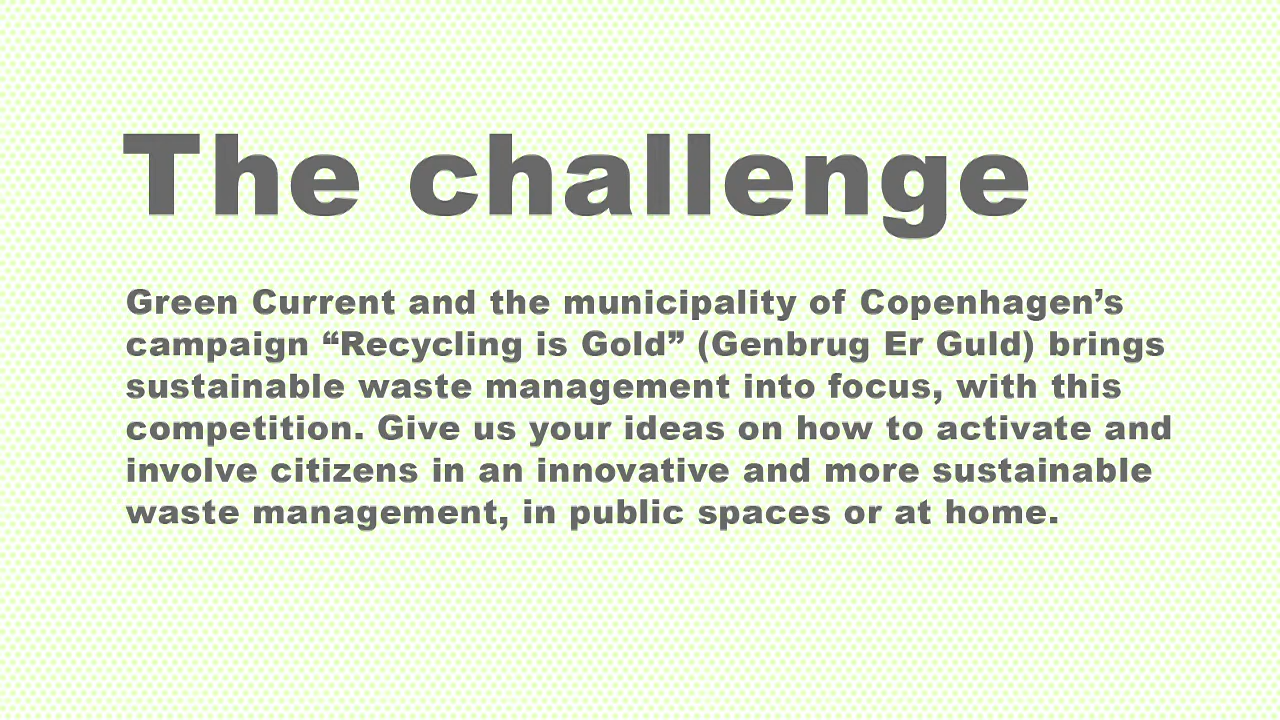 The challenge
Green Current and the municipality of Copenhagen’s
campaign “Recycling is Gold” (Genbrug Er Guld) brings
sustainable waste management into focus, with this
competition. Give us your ideas on how to activate and
involve citizens in an innovative and more sustainable
waste management, in public spaces or at home.